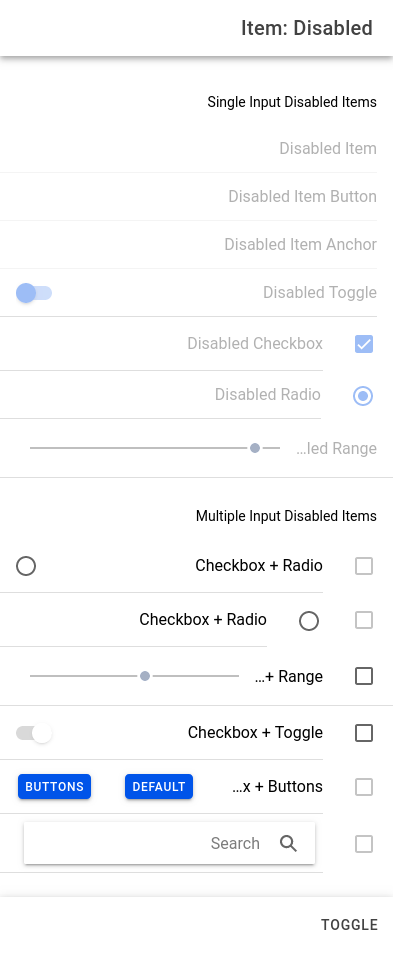 Item: Disabled
Single Input Disabled Items
Disabled Item
Disabled Item Button
Disabled Item Anchor
Disabled Toggle
Disabled Checkbox
Disabled Radio
...led Range
Multiple Input Disabled Items
Checkbox + Radio
Checkbox + Radio
...+ Range
Checkbox + Toggle
...x + Buttons DEFAULT BUTTONS
Search
TOGGLE